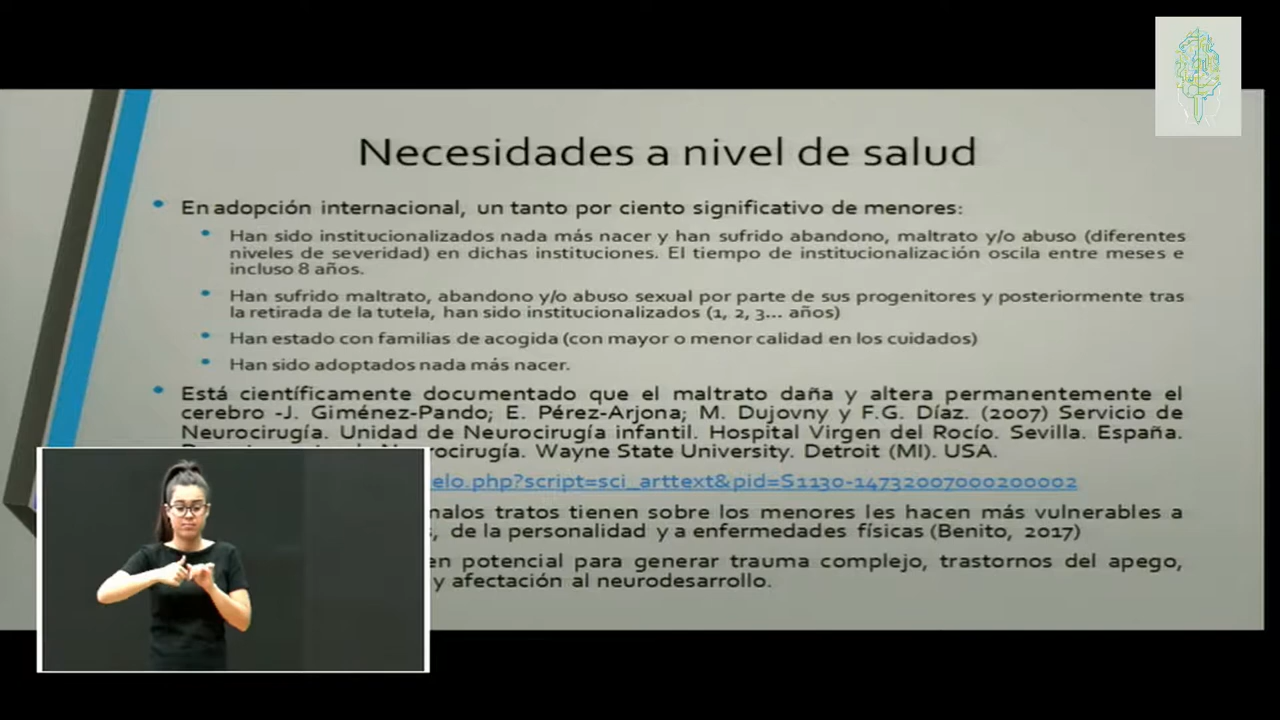 Necesidades a nivel de salud
En adopción internacional, un tanto por ciento significativo de menores:
Han sido institucionalizados nada más nacer y han sufrido abandono, maltrato y/o abuso (diferentes
niveles de severidad) en dichas instituciones. El tiempo de institucionalización oscila entre meses e
incluso 8 años.
Han sufrido maltrato, abandono y/o abuso sexual por parte de sus progenitores y posteriormente tras
la retirada de la tutela, han sido institucionalizados (1, 2, 3... años)
Han estado con familias de acogida (con mayor o menor calidad en los cuidados)
Han sido adoptados nada más nacer.
Está científicamente documentado que el maltrato daña y altera permanentemente el
cerebro -J. Giménez-Pando; E. Pérez-Arjona; M. Dujovny y F.G. Díaz. (2007) Servicio de
Neurocirugía. Unidad de Neurocirugía infantil. Hospital Virgen del Rocío. Sevilla. España.
Wayne State University. Detroit (MI). USA.
elo.php?script=sci_arttext&pid=S1130-14732007000200002
malos tratos tienen sobre los menores les hacen más vulnerables a
de la personalidad y a enfermedades físicas (Benito, 2017)
en potencial para generar trauma complejo, trastornos del apego,
y afectación al neurodesarrollo.